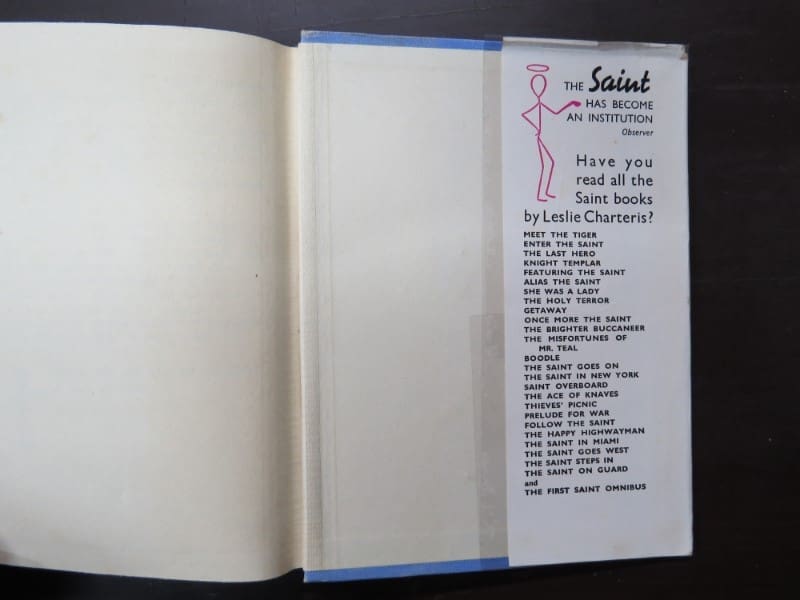 THE Saint
HAS BECOME
AN INSTITUTION
Observer
Have you
read all the
Saint books
by Leslie Charteris?
MEET THE TIGER
ENTER THE SAINT
THE LAST HERO
KNIGHT TEMPLAR
FEATURING THE SAINT
ALIAS THE SAINT
SHE WAS A LADY
THE HOLY TERROR
GETAWAY
ONCE MORE THE SAINT
THE BRIGHTER BUCCANEER
THE MISFORTUNES OF
MR. TEAL
BOODLE
THE SAINT GOES ON
THE SAINT IN NEW YORK
SAINT OVERBOARD
THE ACE OF KNAVES
THIEVES' PICNIC
PRELUDE FOR WAR
FOLLOW THE SAINT
THE HAPPY HIGHWAYMAN
THE SAINT IN MIAMI
THE SAINT GOES WEST
THE SAINT STEPS IN
THE SAINT ON GUARD
and
THE FIRST SAINT OMNIBUS